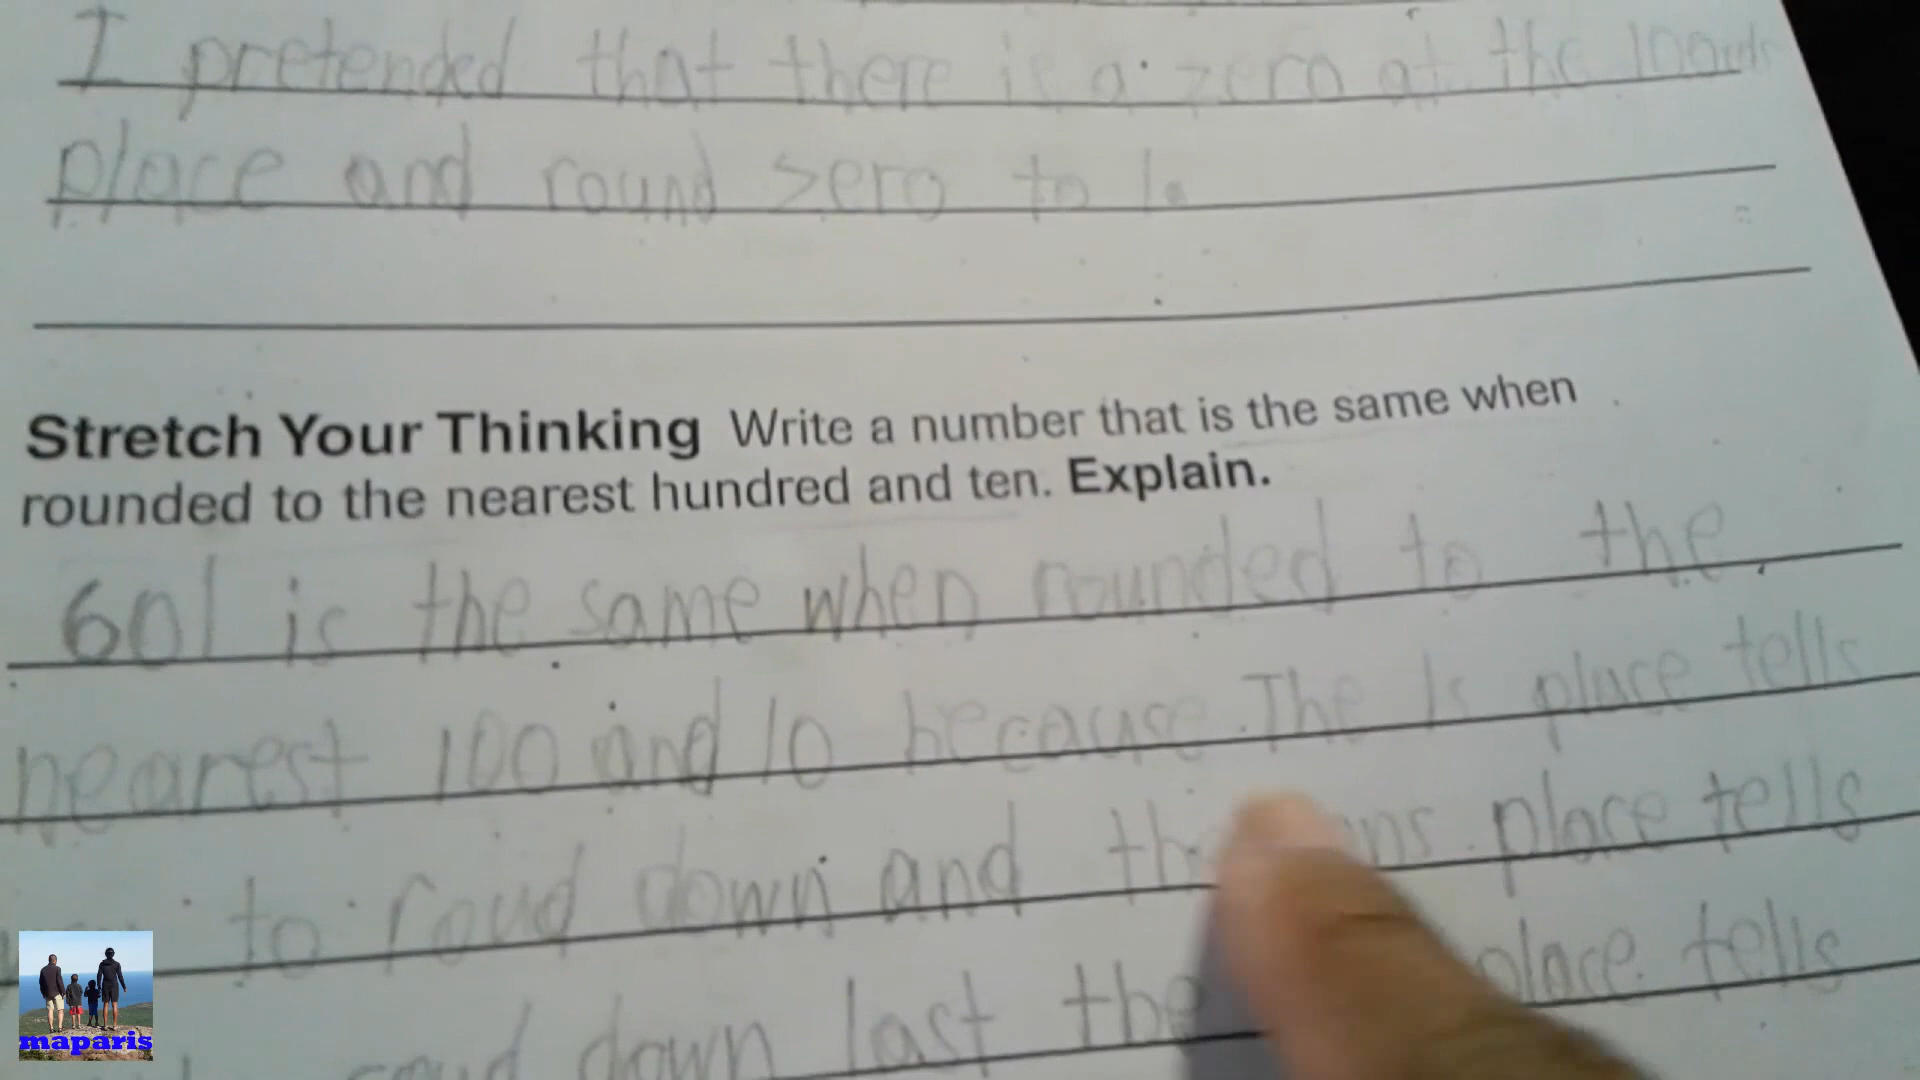 I pretended that there is a zero at the 100uds
place and round zero to 1.
Stretch Your Thinking Write a number that is the same when
rounded to the nearest hundred and ten. Explain.
601 is the same when rounded to the
nearest 100 and 10 because. The 1s place tells
to roud down and the place tells
down last the place tells
maparis